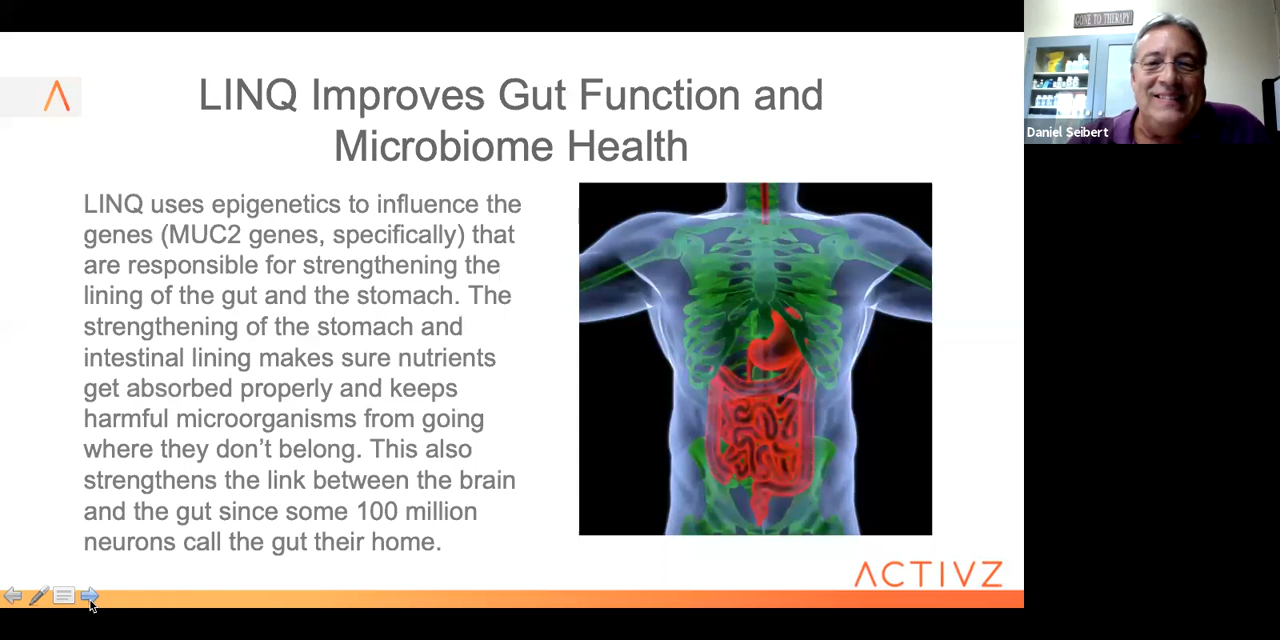 LINQ Improves Gut Function and
Microbiome Health
LINQ uses epigenetics to influence the
genes (MUC2 genes, specifically) that
are responsible for strengthening the
lining of the gut and the stomach. The
strengthening of the stomach and
intestinal lining makes sure nutrients
get absorbed properly and keeps
harmful microorganisms from going
where they don’t belong. This also
strengthens the link between the brain
and the gut since some 100 million
neurons call the gut their home.
ACTIVZ
GONE TO THERAPY
Daniel Seibert